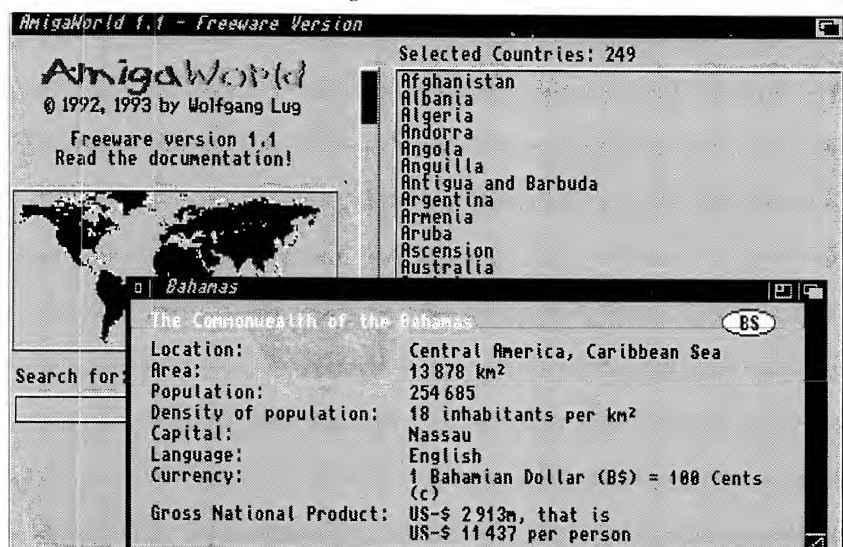 AmigaWorld 1.1 - Freeware Version
AmigaWorld
© 1992, 1993 by Wolfgang Lug
Freeware version 1.1
Read the documentation!
Selected Countries: 249
Afghanistan
Albania
Algeria
Andorra
Angola
Anguilla
Antigua and Barbuda
Argentina
Armenia
Aruba
Ascension
Australia
Search for:
Bahamas
The Commonwealth of the Bahamas
BS
Location: Central America, Caribbean Sea
Area: 13 878 km²
Population: 254 685
Density of population: 18 inhabitants per km²
Capital: Nassau
Language: English
Currency: 1 Bahamian Dollar (B$) = 100 Cents
(c)
Gross National Product: US-$ 2 913m, that is
US-$ 11 437 per person